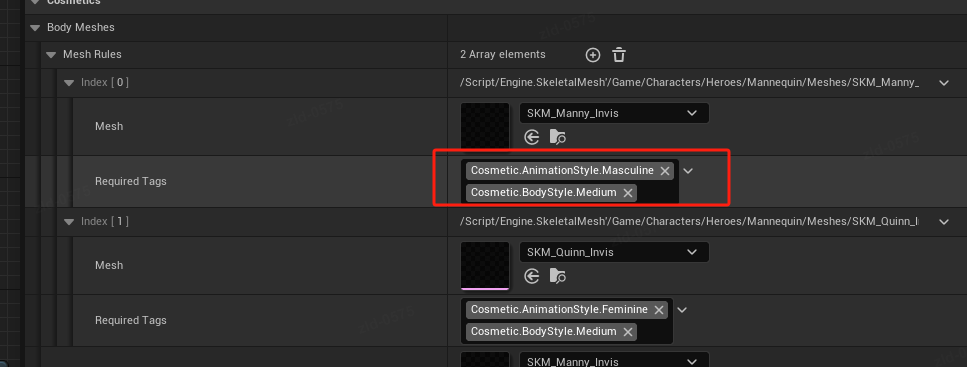 Cosmetics
Body Meshes
Mesh Rules
2 Array elements
Index [ 0 ]
/Script/Engine.SkeletalMesh'/Game/Characters/Heroes/Mannequin/Meshes/SKM_Manny_
Mesh
SKM_Manny_Invis
Required Tags
Cosmetic.AnimationStyle.Masculine
Cosmetic.BodyStyle.Medium
Index [ 1 ]
/Script/Engine.SkeletalMesh'/Game/Characters/Heroes/Mannequin/Meshes/SKM_Quinn_I
Mesh
SKM_Quinn_Invis
Required Tags
Cosmetic.AnimationStyle.Feminine
Cosmetic.BodyStyle.Medium
SKM_Manny_Invis